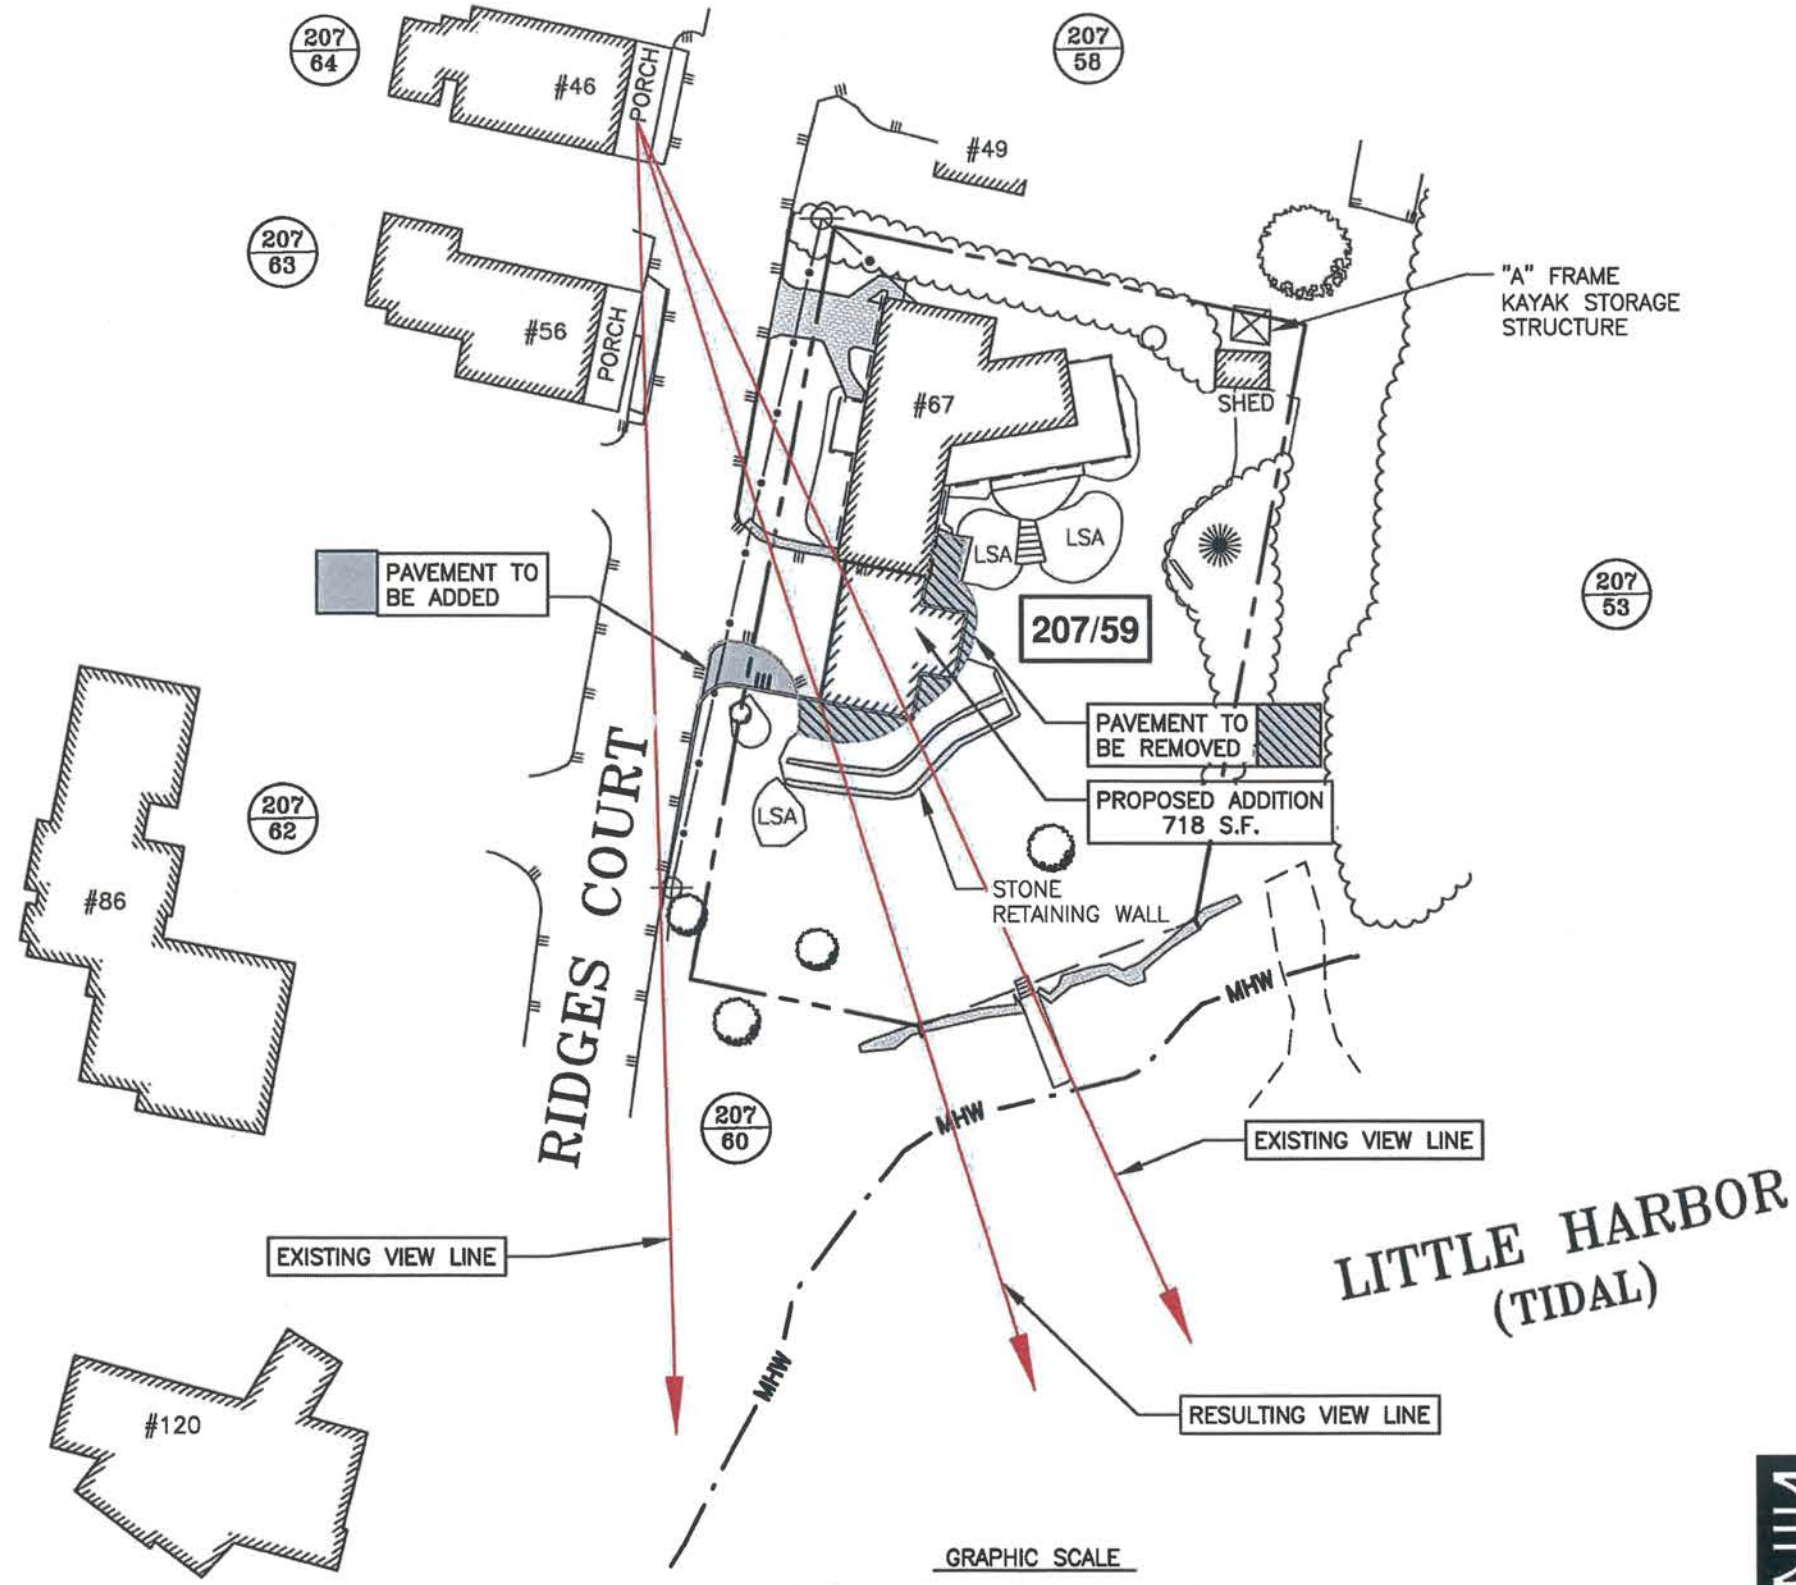 207
64
#46
PORCH
207
58
#49
207
63
#56
PORCH
"A" FRAME
KAYAK STORAGE
STRUCTURE
#67
SHED
LSA
LSA
PAVEMENT TO
BE ADDED
207/59
207
53
PAVEMENT TO
BE REMOVED
PROPOSED ADDITION
718 S.F.
207
62
#86
LSA
RIDGES COURT
STONE
RETAINING WALL
MHW
MHW
207
60
EXISTING VIEW LINE
EXISTING VIEW LINE
LITTLE HARBOR
(TIDAL)
MHW
RESULTING VIEW LINE
#120
GRAPHIC SCALE